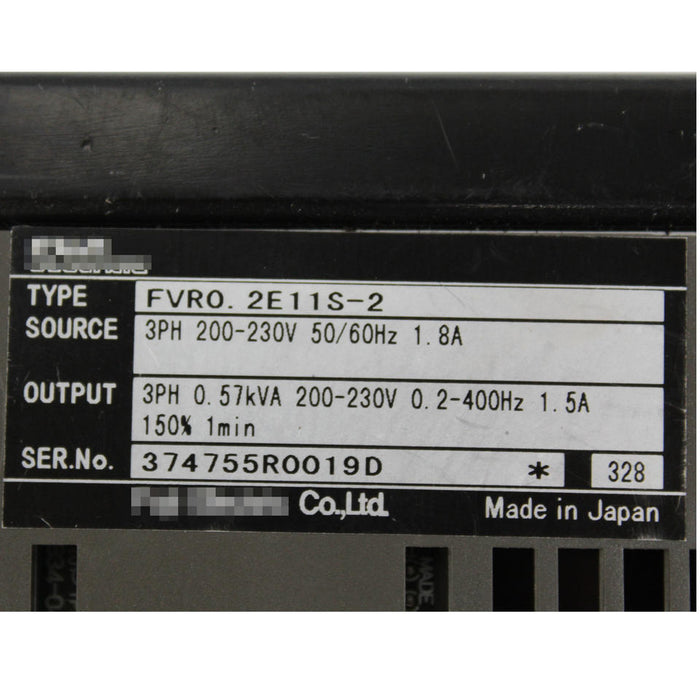 TYPE FVR0.2E11S-2
SOURCE 3PH 200-230V 50/60Hz 1.8A
OUTPUT 3PH 0.57kVA 200-230V 0.2-400Hz 1.5A
150% 1min
SER.No. 374755R0019D * 328
Co.,Ltd.
Made in Japan
MADE